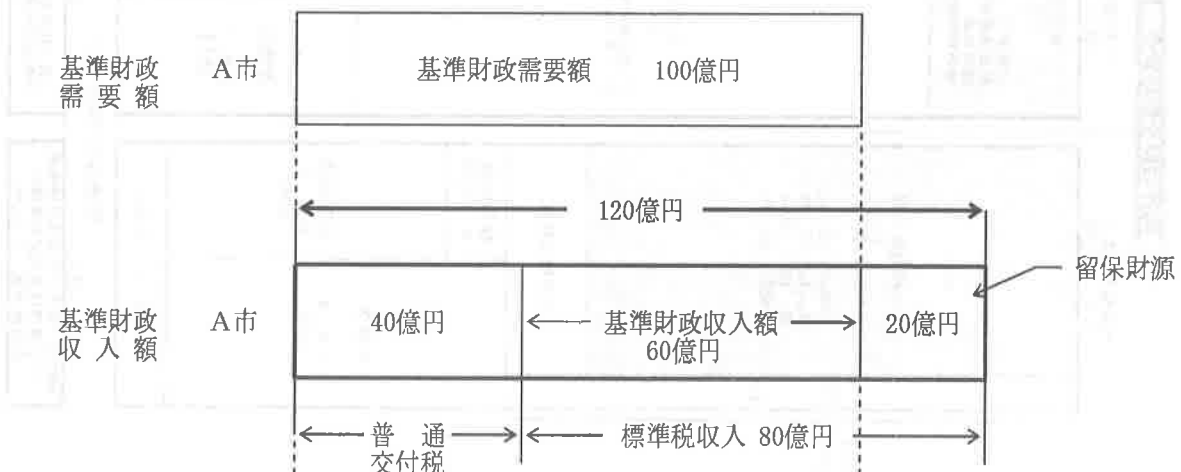 基準財政 A市 基準財政需要額 100億円
需要額
120億円
留保財源
基準財政 A市 40億円 基準財政収入額 20億円
収入額 60億円
普通 標準税収入 80億円
交付税